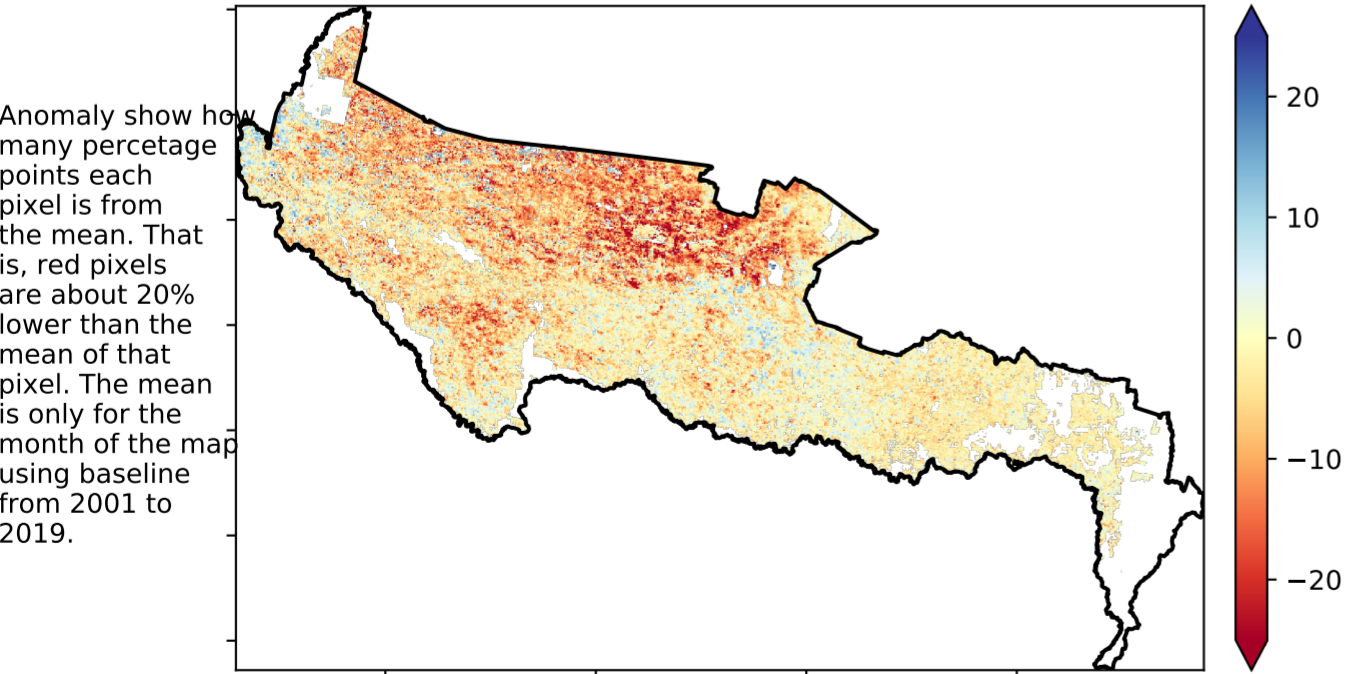 Anomaly show how
many percetage
points each
pixel is from
the mean. That
is, red pixels
are about 20%
lower than the
mean of that
pixel. The mean
is only for the
month of the map
using baseline
from 2001 to
2019.
20
10
0
−10
−20